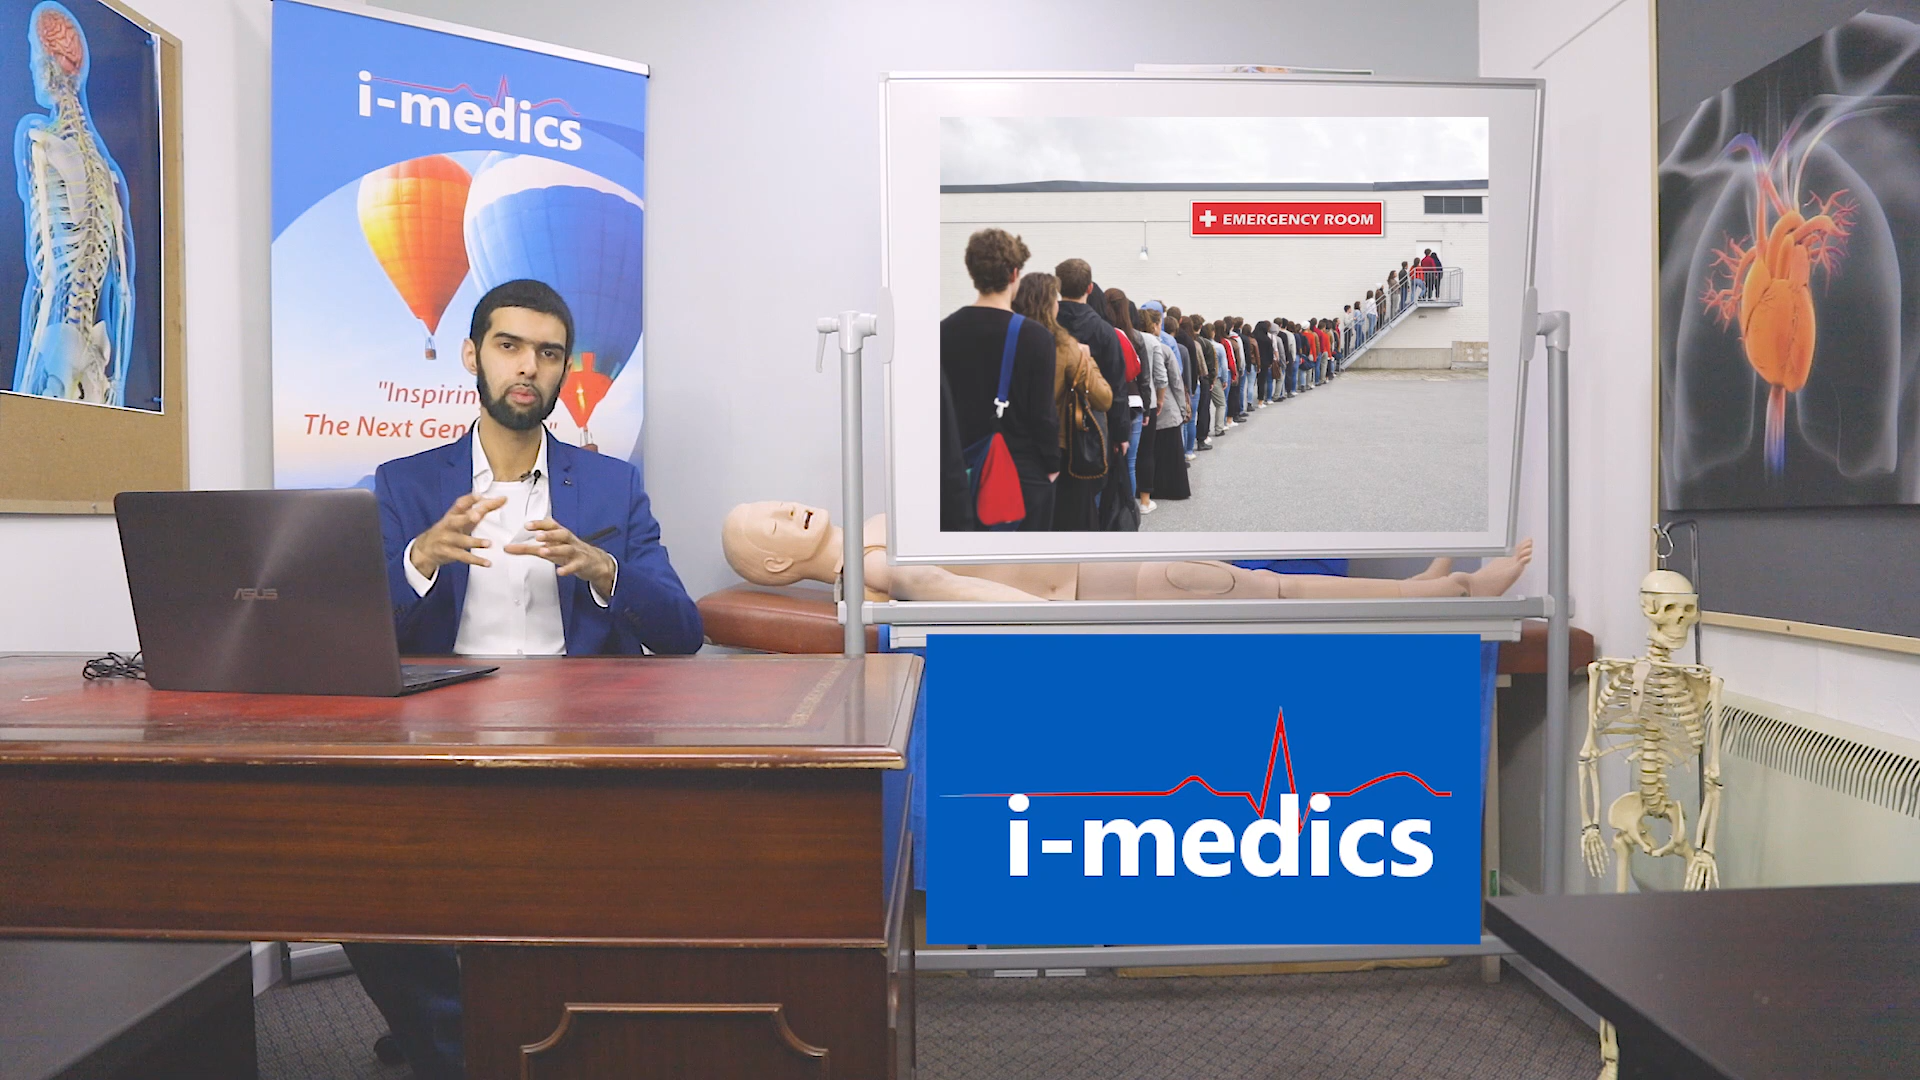 i-medics
"Inspirin
The Next Gen
"
EMERGENCY ROOM
ASUS
i-medics